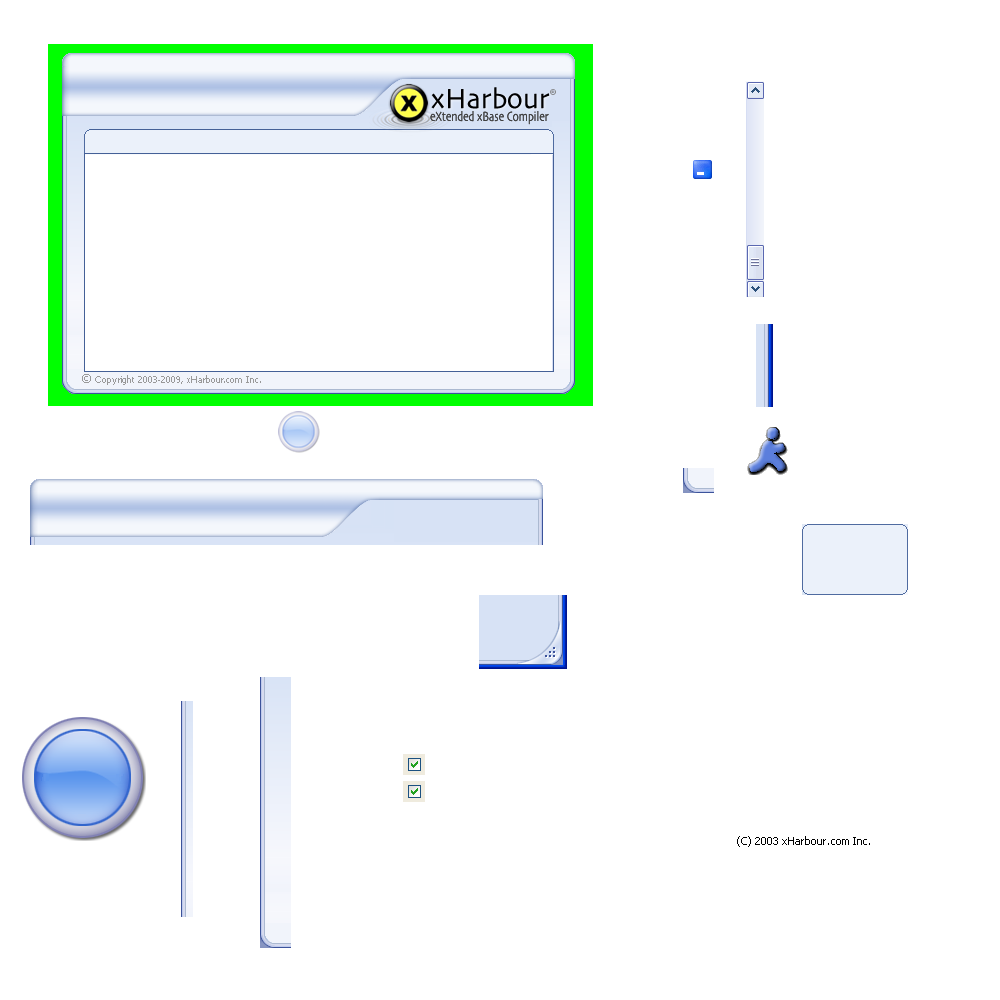 X
xHarbour®
eXtended xBase Compiler
© Copyright 2003-2009, xHarbour.com Inc.
(C) 2003 xHarbour.com Inc.